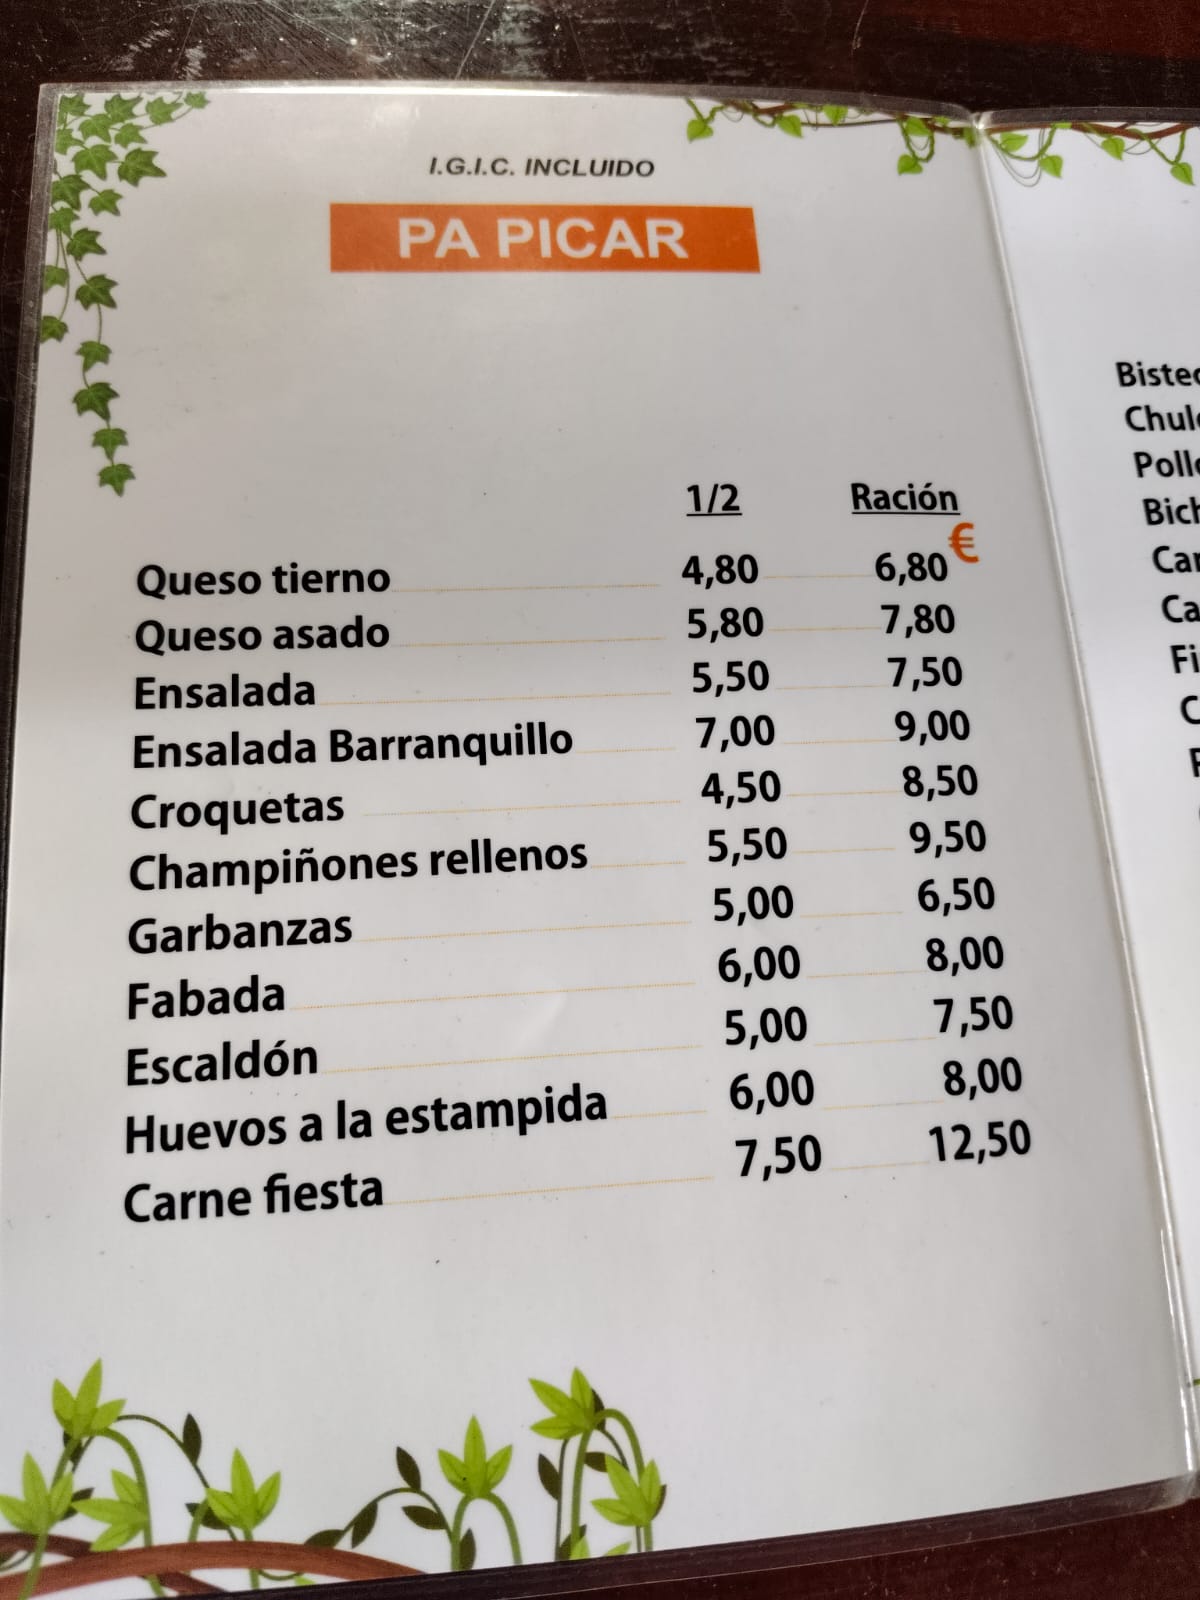 I.G.I.C. INCLUIDO
PA PICAR
1/2 Ración
€
Queso tierno 4,80 6,80
Queso asado 5,80 7,80
Ensalada 5,50 7,50
Ensalada Barranquillo 7,00 9,00
Croquetas 4,50 8,50
Champiñones rellenos 5,50 9,50
Garbanzas 5,00 6,50
Fabada 6,00 8,00
Escaldón 5,00 7,50
Huevos a la estampida 6,00 8,00
Carne fiesta 7,50 12,50